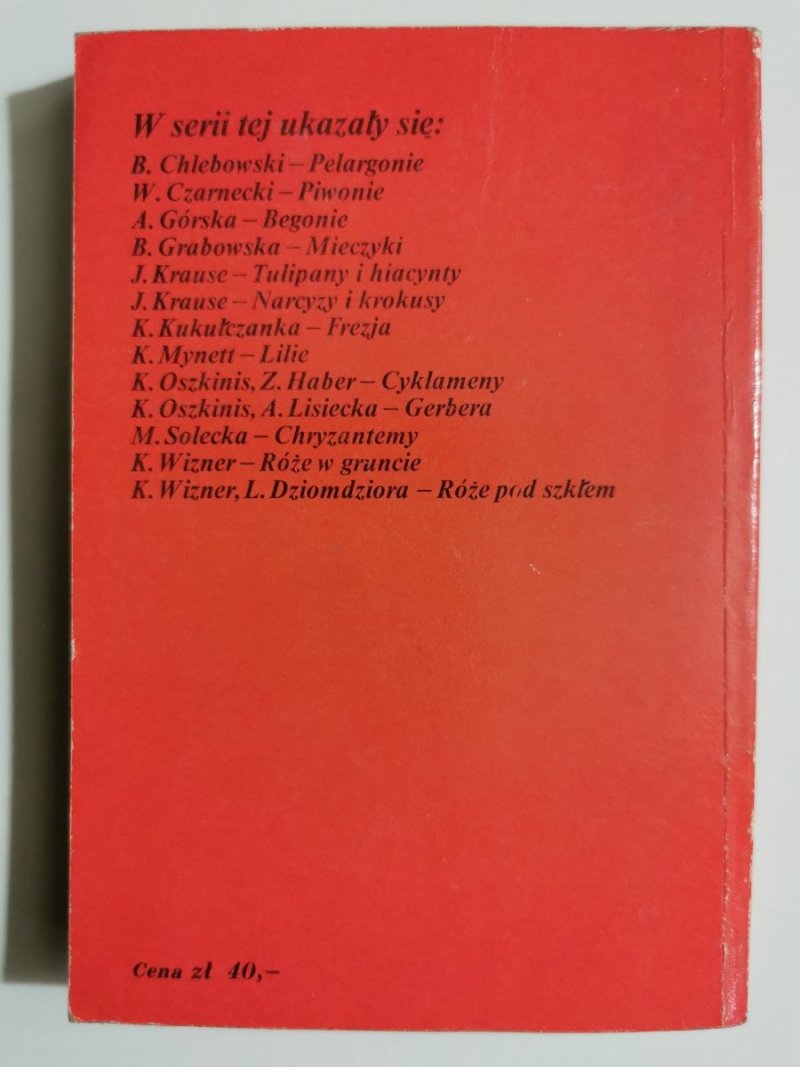 W serii tej ukazały się:
B. Chlebowski – Pelargonie
W. Czarnecki – Piwonie
A. Górska – Begonie
B. Grabowska – Mieczyki
J. Krause – Tulipany i hiacynty
J. Krause – Narcyzy i krokusy
K. Kukułczanka – Frezja
K. Mynett – Lilie
K. Oszkinis, Z. Haber – Cyklameny
K. Oszkinis, A. Lisiecka – Gerbera
M. Solecka – Chryzantemy
K. Wizner – Róże w gruncie
K. Wizner, L. Dziomdziora – Róże pod szkłem
Cena zł 40,–